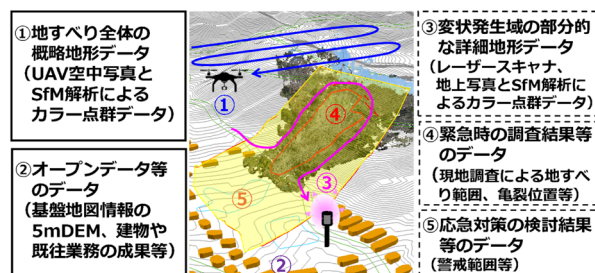 ①地すべり全体の
概略地形データ
（UAV空中写真と
SfM解析による
カラー点群データ）
②オープンデータ等
のデータ
（基盤地図情報の
5mDEM、建物や
既往業務の成果等）
①
④
③
⑤
②
③変状発生域の部分的
な詳細地形データ
（レーザースキャナ、
地上写真とSfM解析に
よるカラー点群データ）
④緊急時の調査結果等
のデータ
（現地調査による地すべ
り範囲、亀裂位置等）
⑤応急対策の検討結果
等のデータ
（警戒範囲等）